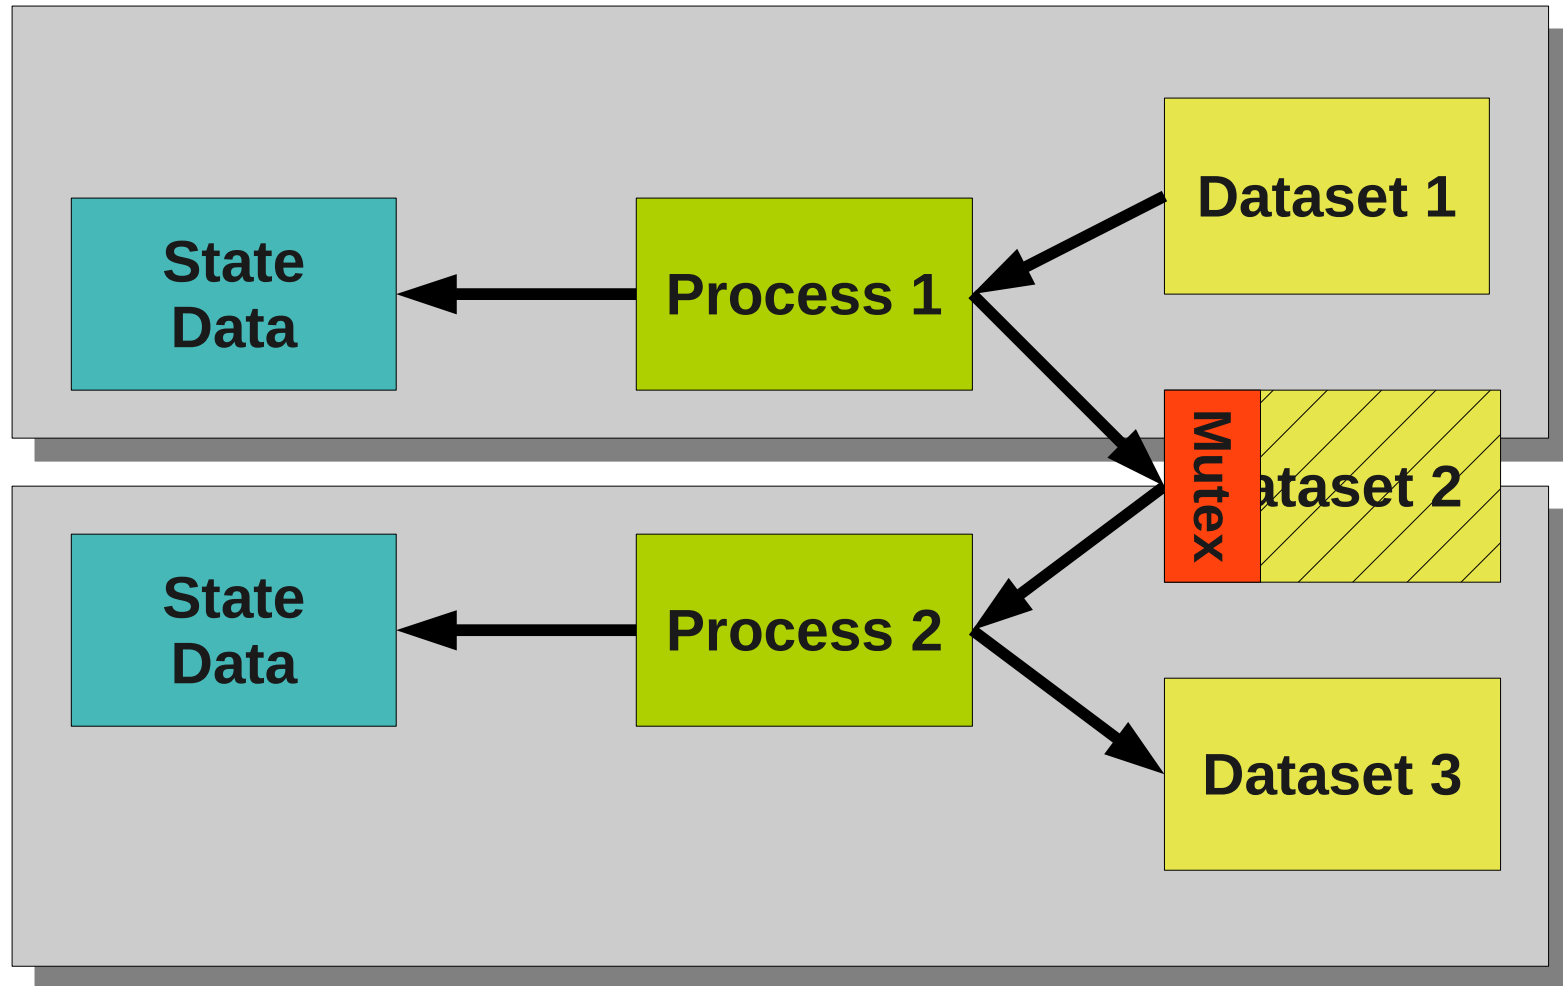 Dataset 1
State
Data
Process 1
Mutex
ataset 2
State
Data
Process 2
Dataset 3